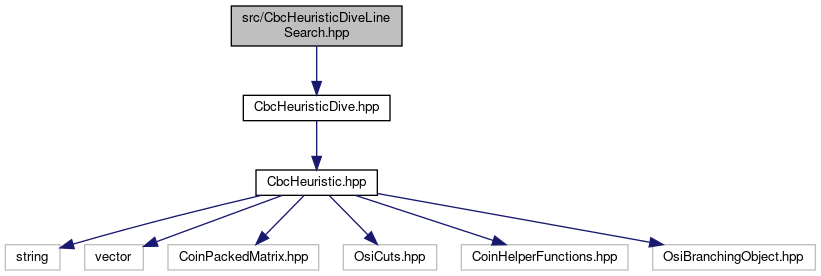 src/CbcHeuristicDiveLine
Search.hpp
CbcHeuristicDive.hpp
CbcHeuristic.hpp
string
vector
CoinPackedMatrix.hpp
OsiCuts.hpp
CoinHelperFunctions.hpp
OsiBranchingObject.hpp